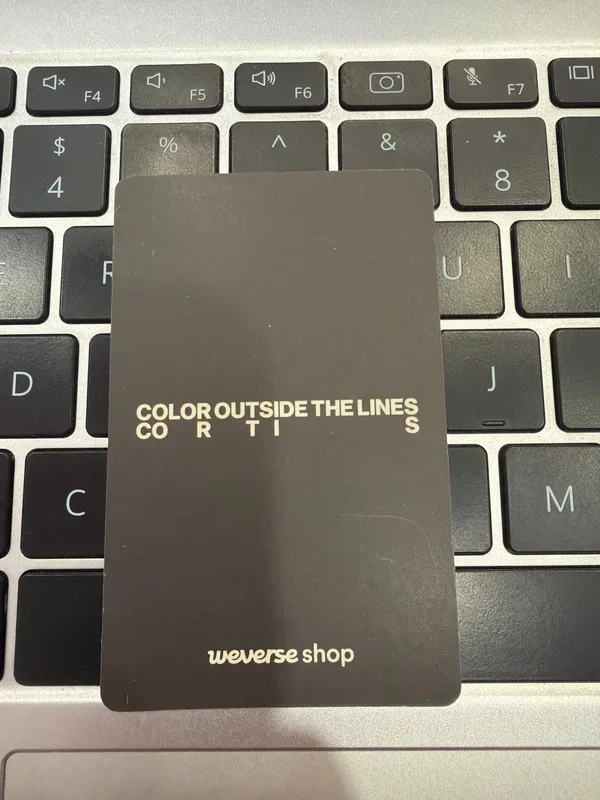 F4 F5 F6 F7
$ % ^ & *
4 8
R U I
D J
COLOR OUTSIDE THE LINES
CO R T I S
C M
weverse shop